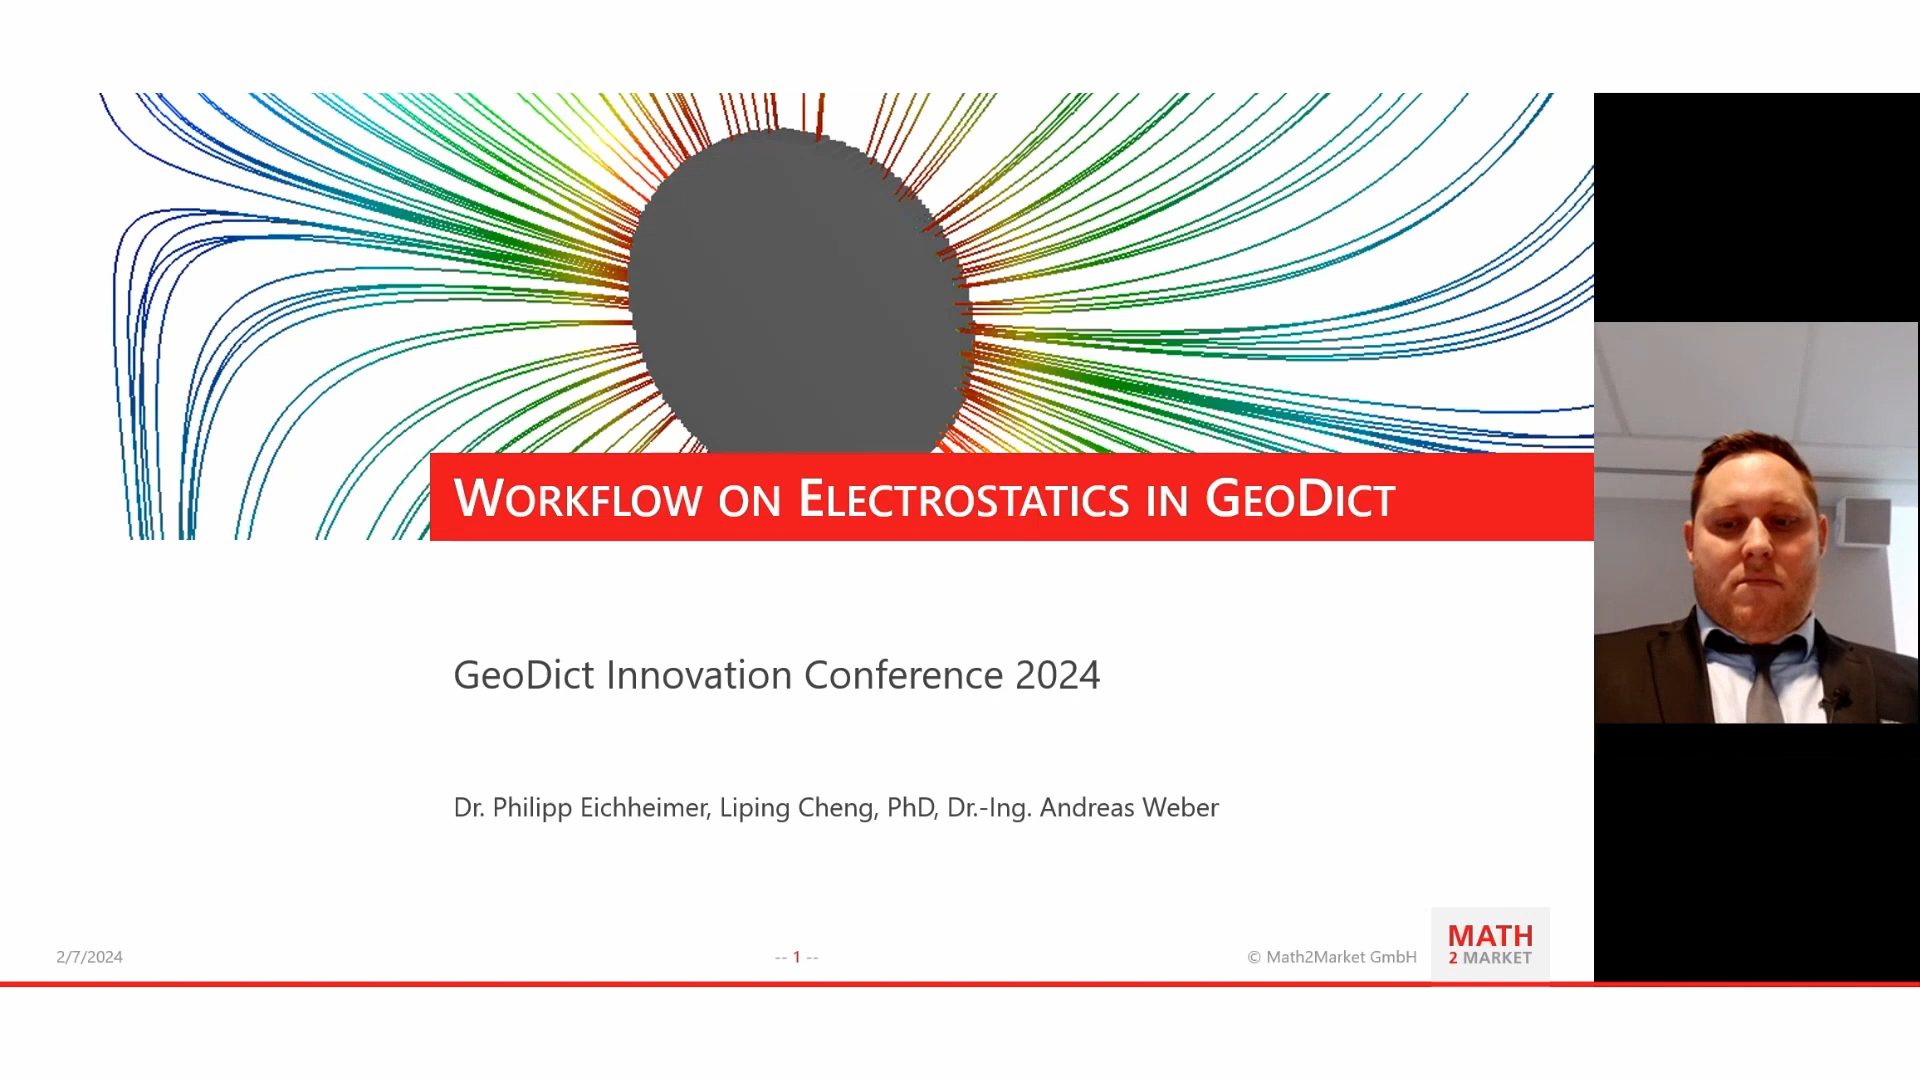 WORKFLOW ON ELECTROSTATICS IN GEODICT
GeoDict Innovation Conference 2024
Dr. Philipp Eichheimer, Liping Cheng, PhD, Dr.-Ing. Andreas Weber
2/7/2024
-- 1 --
© Math2Market GmbH
MATH
2 MARKET